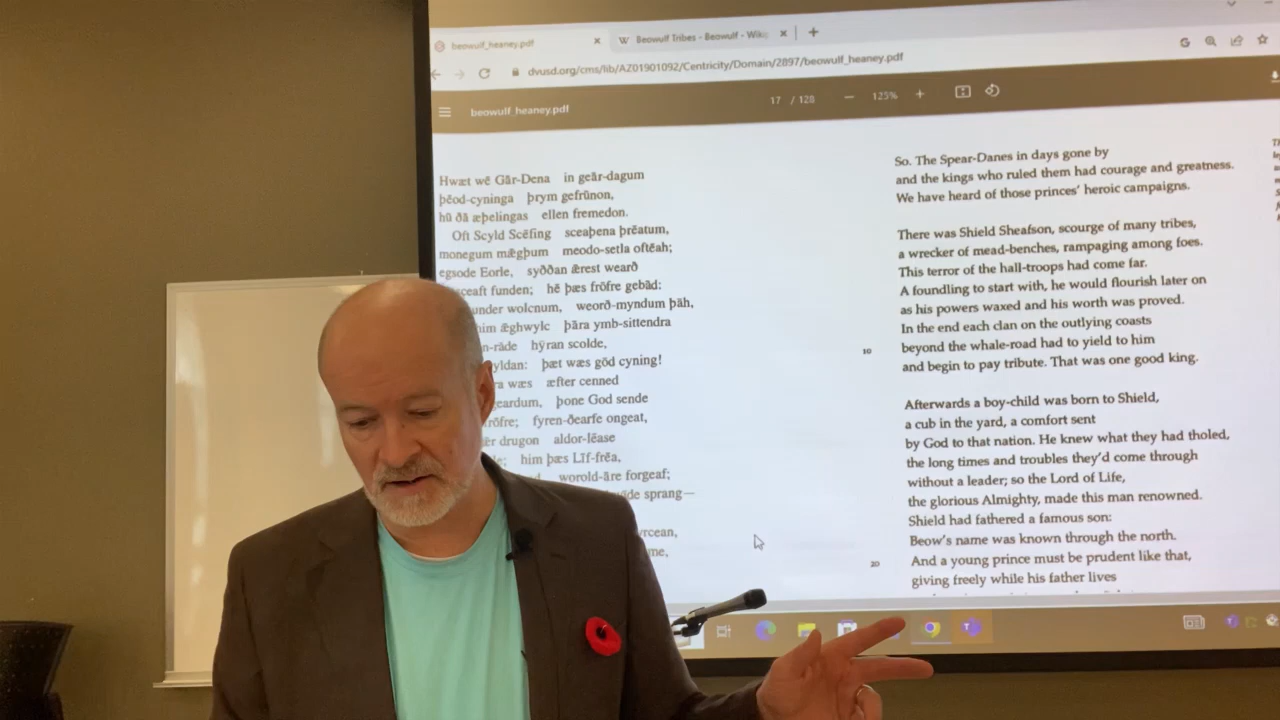 beowulf_heaney.pdf
Beowulf Tribes - Beowulf - Wiki
dvusd.org/cms/lib/AZ01901092/Centricity/Domain/2897/beowulf_heaney.pdf
beowulf_heaney.pdf
17 / 128
125%
Hwæt wē Gār-Dena in geār-dagum
þēod-cyninga þrym gefrūnon,
hū ðā æþelingas ellen fremedon.
Oft Scyld Scēfing sceaþena þrēatum,
monegum mǣgþum meodo-setla oftēah;
egsode Eorle, syððan ǣrest wearð
sceaft funden; hē þæs frōfre gebād:
under wolcnum, weorð-myndum þāh,
him ǣghwylc þāra ymb-sittendra
n-rāde hȳran scolde,
yldan: þæt wæs gōd cyning!
ra wæs æfter cenned
geardum, þone God sende
rōfre; fyren-ðearfe ongeat,
ēr drugon aldor-lēase
him þæs Līf-frēa,
worold-āre forgeaf;
wīde sprang—
yrcean,
me,
So. The Spear-Danes in days gone by
and the kings who ruled them had courage and greatness.
We have heard of those princes' heroic campaigns.
There was Shield Sheafson, scourge of many tribes,
a wrecker of mead-benches, rampaging among foes.
This terror of the hall-troops had come far.
A foundling to start with, he would flourish later on
as his powers waxed and his worth was proved.
In the end each clan on the outlying coasts
10 beyond the whale-road had to yield to him
and begin to pay tribute. That was one good king.
Afterwards a boy-child was born to Shield,
a cub in the yard, a comfort sent
by God to that nation. He knew what they had tholed,
the long times and troubles they'd come through
without a leader; so the Lord of Life,
the glorious Almighty, made this man renowned.
Shield had fathered a famous son:
Beow's name was known through the north.
20 And a young prince must be prudent like that,
giving freely while his father lives